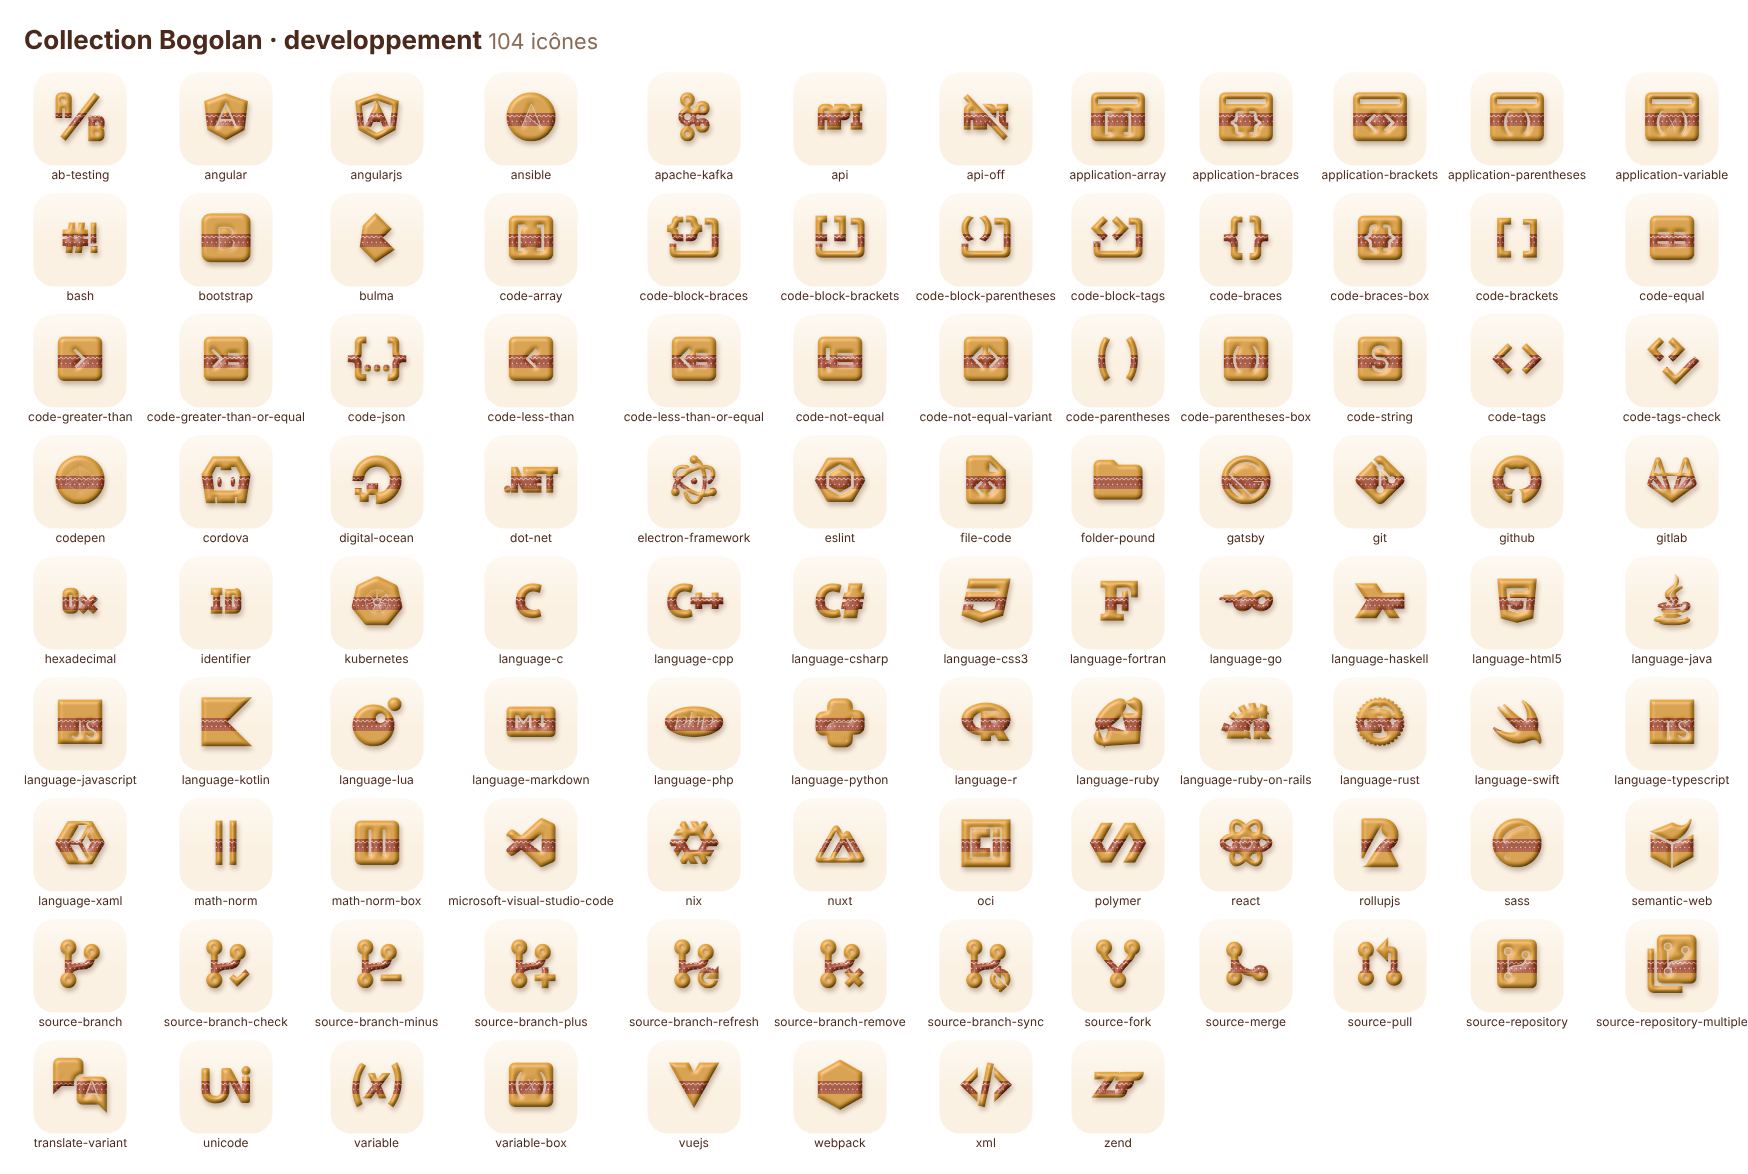 Collection Bogolan · developpement 104 icônes
ab-testing angular angularjs ansible apache-kafka api api-off application-array application-braces application-brackets application-parentheses application-variable
bash bootstrap bulma code-array code-block-braces code-block-brackets code-block-parentheses code-block-tags code-braces code-braces-box code-brackets code-equal
code-greater-than code-greater-than-or-equal code-json code-less-than code-less-than-or-equal code-not-equal code-not-equal-variant code-parentheses code-parentheses-box code-string code-tags code-tags-check
codepen cordova digital-ocean dot-net electron-framework eslint file-code folder-pound gatsby git github gitlab
hexadecimal identifier kubernetes language-c language-cpp language-csharp language-css3 language-fortran language-go language-haskell language-html5 language-java
language-javascript language-kotlin language-lua language-markdown language-php language-python language-r language-ruby language-ruby-on-rails language-rust language-swift language-typescript
language-xaml math-norm math-norm-box microsoft-visual-studio-code nix nuxt oci polymer react rollupjs sass semantic-web
source-branch source-branch-check source-branch-minus source-branch-plus source-branch-refresh source-branch-remove source-branch-sync source-fork source-merge source-pull source-repository source-repository-multiple
translate-variant unicode variable variable-box vuejs webpack xml zend